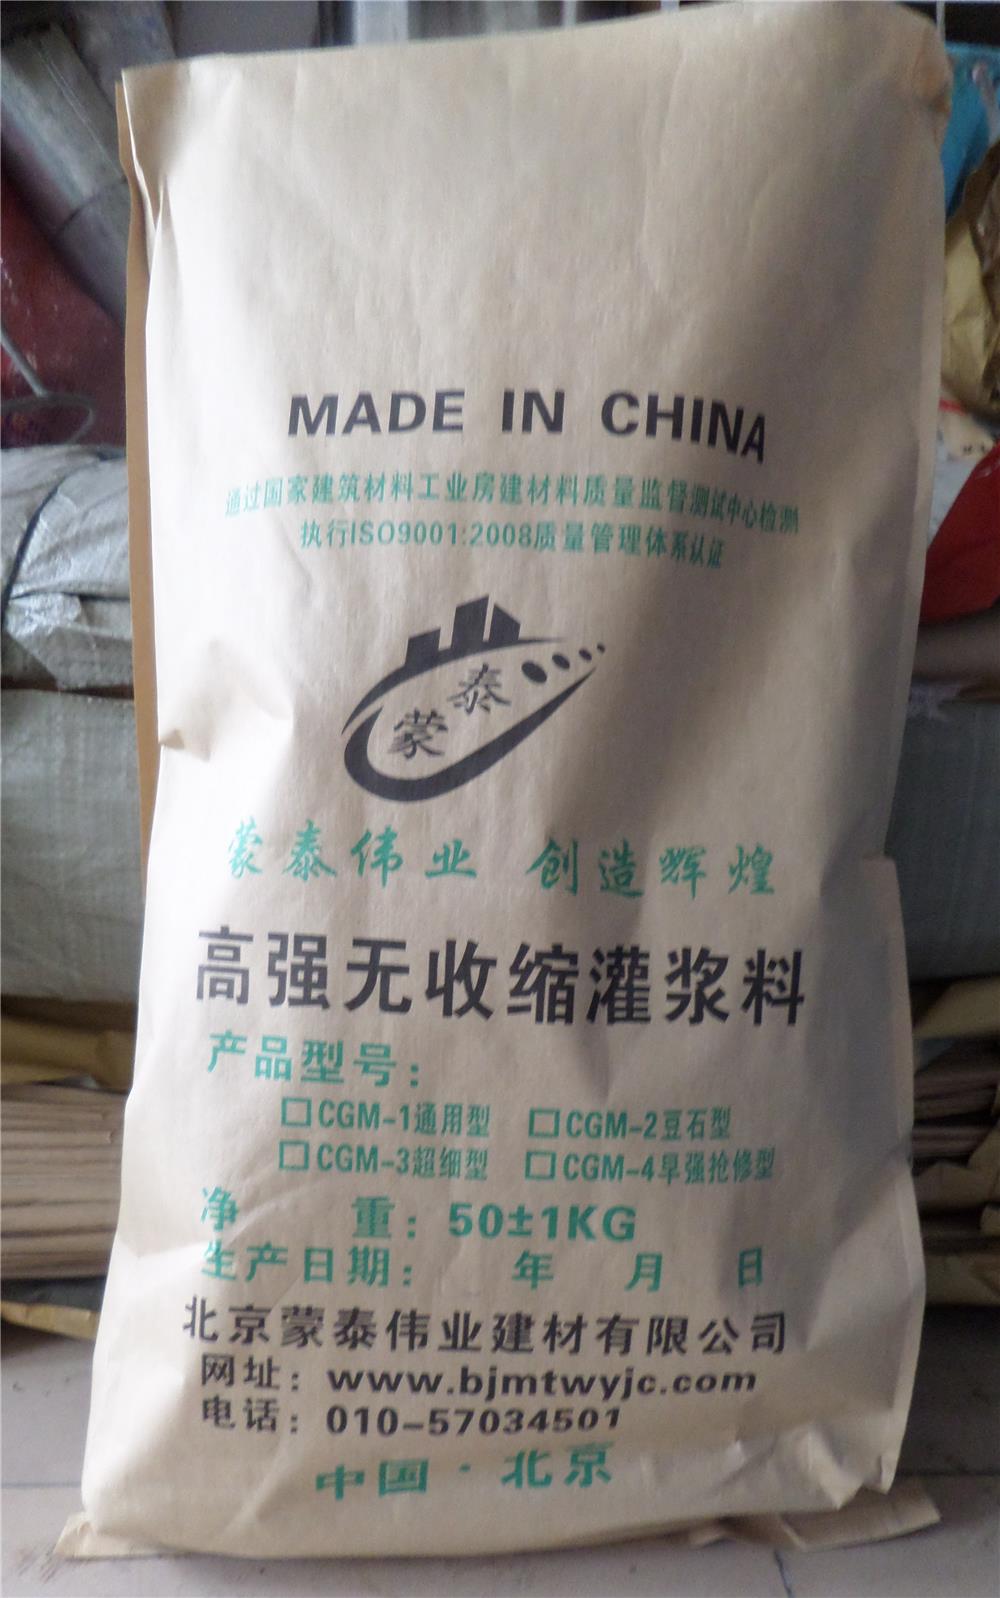 MADE IN CHINA
通过国家建筑材料工业房建材料质量监督测试中心检测
执行ISO9001:2008质量管理体系认证
泰
蒙
蒙泰伟业 创造辉煌
高强无收缩灌浆料
产品型号：
□CGM-1通用型 □CGM-2豆石型
□CGM-3超细型 □CGM-4早强抢修型
净 重：50±1KG
生产日期： 年 月 日
北京蒙泰伟业建材有限公司
网址：www.bjmtwyjc.com
电话：010-57034501
中国·北京